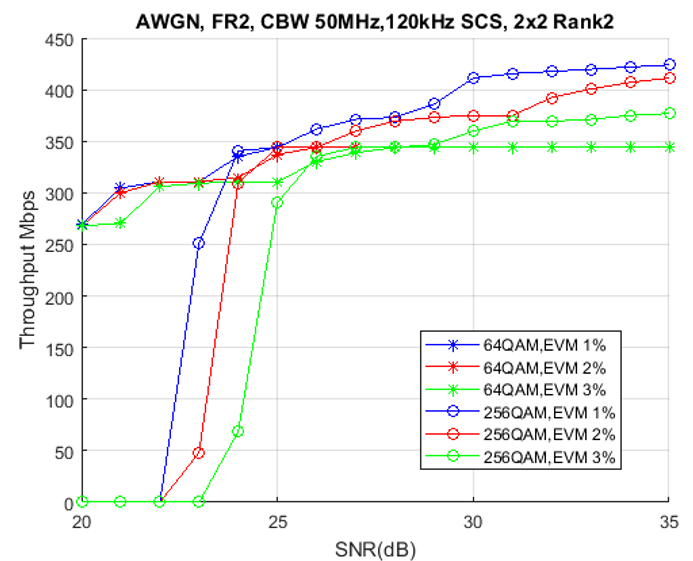 AWGN, FR2, CBW 50MHz,120kHz SCS, 2x2 Rank2
450
400
350
300
250
200
150
100
50
0
Throughput Mbps
64QAM,EVM 1%
64QAM,EVM 2%
64QAM,EVM 3%
256QAM,EVM 1%
256QAM,EVM 2%
256QAM,EVM 3%
20
25
30
35
SNR(dB)